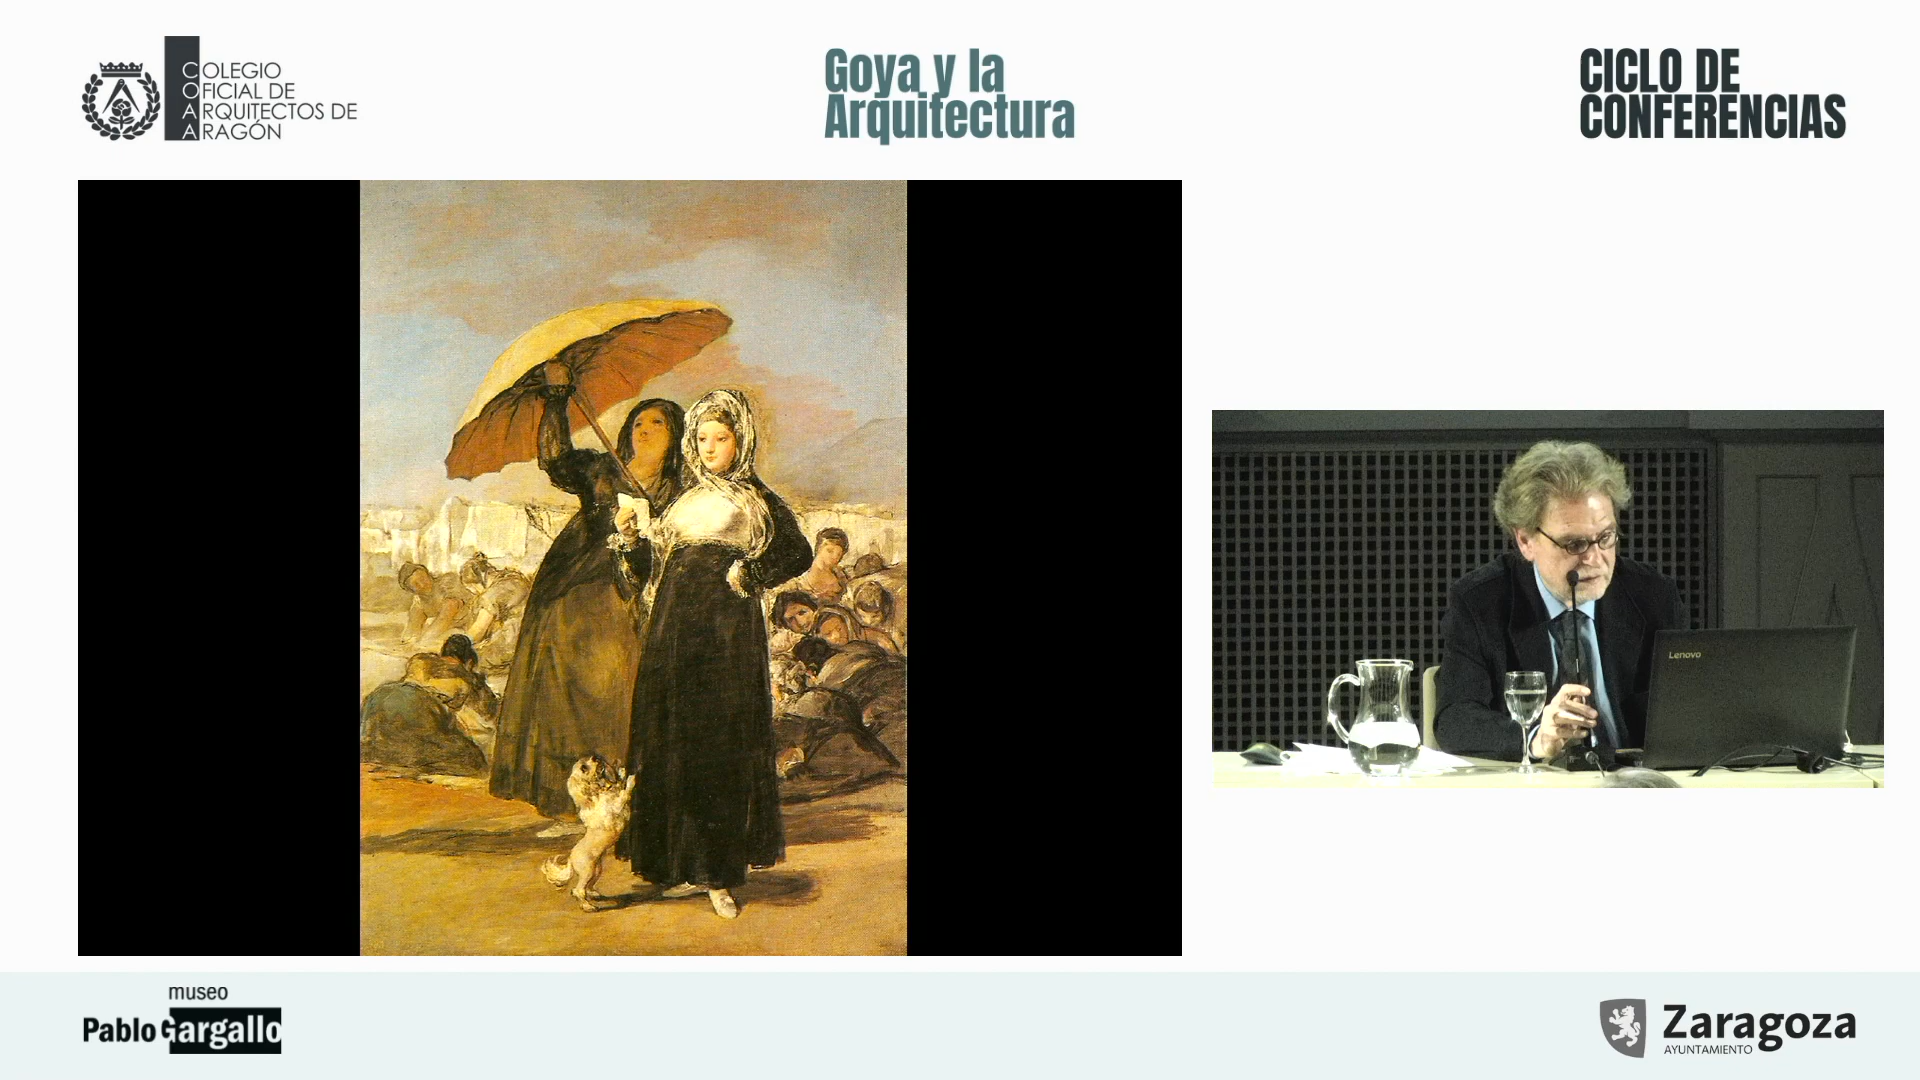 COLEGIO
OFICIAL DE
ARQUITECTOS DE
ARAGÓN
Goya y la
Arquitectura
CICLO DE
CONFERENCIAS
Lenovo
museo
Pablo Gargallo
Zaragoza
AYUNTAMIENTO